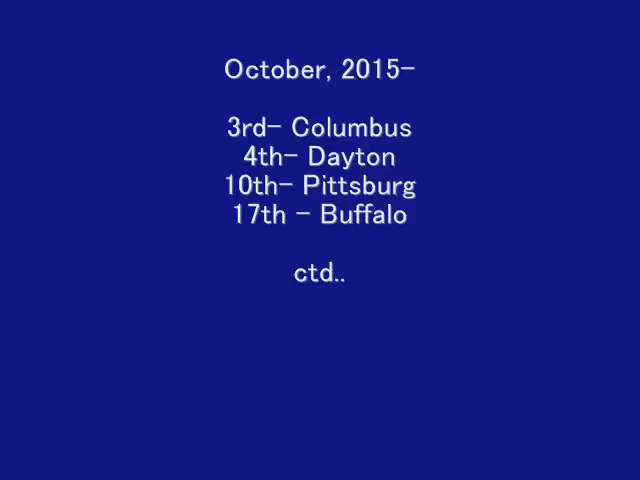 October, 2015-
3rd- Columbus
4th- Dayton
10th- Pittsburg
17th - Buffalo
ctd..